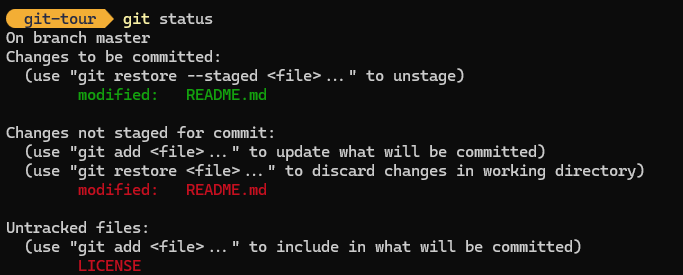 git-tour git status
On branch master
Changes to be committed:
  (use "git restore --staged <file>..." to unstage)
        modified:   README.md

Changes not staged for commit:
  (use "git add <file>..." to update what will be committed)
  (use "git restore <file>..." to discard changes in working directory)
        modified:   README.md

Untracked files:
  (use "git add <file>..." to include in what will be committed)
        LICENSE